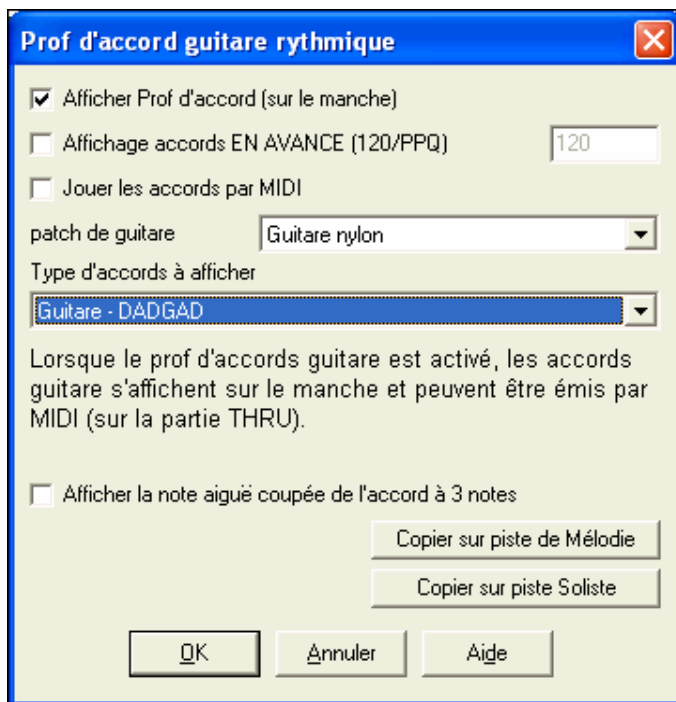 Prof d'accord guitare rythmique
Afficher Prof d'accord (sur le manche)
Affichage accords EN AVANCE (120/PPQ) 120
Jouer les accords par MIDI
patch de guitare Guitare nylon
Type d'accords à afficher
Guitare - DADGAD
Lorsque le prof d'accords guitare est activé, les accords
guitare s'affichent sur le manche et peuvent être émis par
MIDI (sur la partie THRU).
Afficher la note aiguë coupée de l'accord à 3 notes
Copier sur piste de Mélodie
Copier sur piste Soliste
OK Annuler Aide